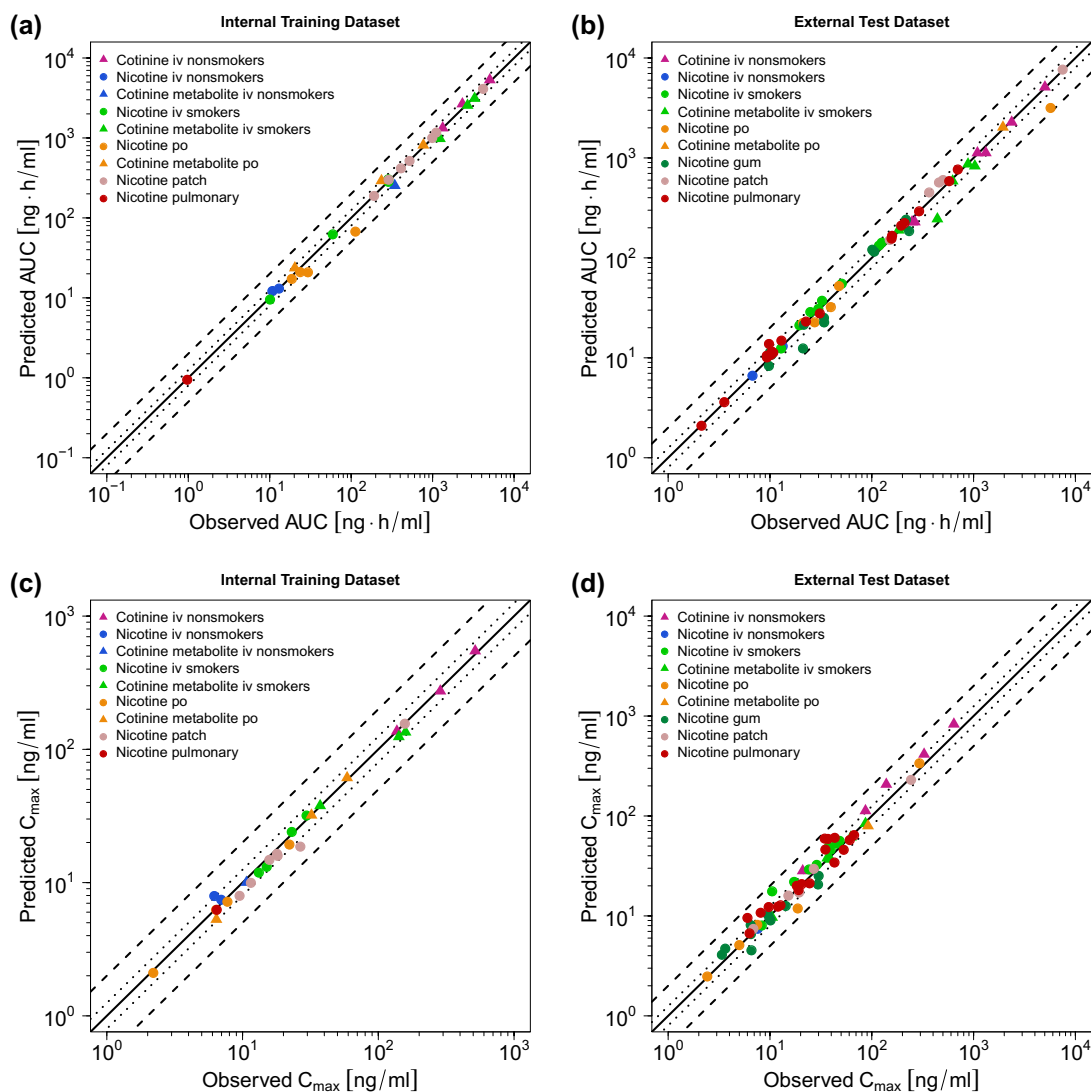 (a)
Internal Training Dataset
Predicted AUC [ng · h/ml]
10⁴
10³
10²
10¹
10⁰
10⁻¹
Cotinine iv nonsmokers
Nicotine iv nonsmokers
Cotinine metabolite iv nonsmokers
Nicotine iv smokers
Cotinine metabolite iv smokers
Nicotine po
Cotinine metabolite po
Nicotine patch
Nicotine pulmonary
10⁻¹ 10⁰ 10¹ 10² 10³ 10⁴
Observed AUC [ng · h/ml]
(b)
External Test Dataset
Predicted AUC [ng · h/ml]
10⁴
10³
10²
10¹
10⁰
Cotinine iv nonsmokers
Nicotine iv nonsmokers
Nicotine iv smokers
Cotinine metabolite iv smokers
Nicotine po
Cotinine metabolite po
Nicotine gum
Nicotine patch
Nicotine pulmonary
10⁰ 10¹ 10² 10³ 10⁴
Observed AUC [ng · h/ml]
(c)
Internal Training Dataset
Predicted Cmax [ng/ml]
10³
10²
10¹
10⁰
Cotinine iv nonsmokers
Nicotine iv nonsmokers
Cotinine metabolite iv nonsmokers
Nicotine iv smokers
Cotinine metabolite iv smokers
Nicotine po
Cotinine metabolite po
Nicotine patch
Nicotine pulmonary
10⁰ 10¹ 10² 10³
Observed Cmax [ng/ml]
(d)
External Test Dataset
Predicted Cmax [ng/ml]
10⁴
10³
10²
10¹
10⁰
Cotinine iv nonsmokers
Nicotine iv nonsmokers
Nicotine iv smokers
Cotinine metabolite iv smokers
Nicotine po
Cotinine metabolite po
Nicotine gum
Nicotine patch
Nicotine pulmonary
10⁰ 10¹ 10² 10³ 10⁴
Observed Cmax [ng/ml]